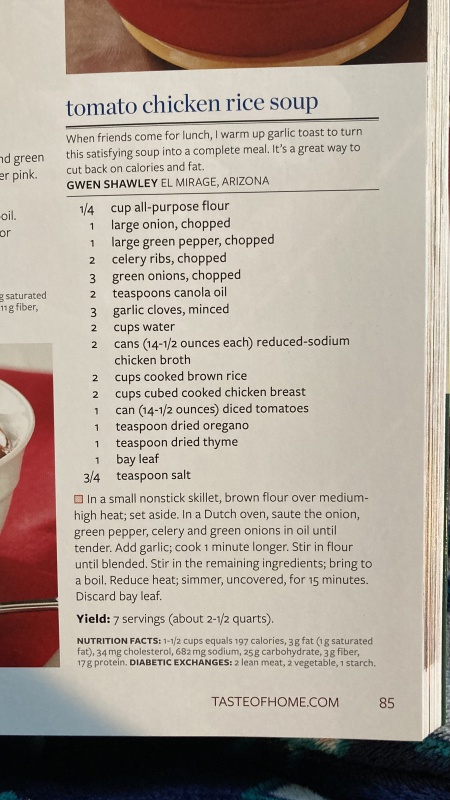 nd green
er pink.
oil.
or
g saturated
11 g fiber,
tomato chicken rice soup
When friends come for lunch, I warm up garlic toast to turn
this satisfying soup into a complete meal. It's a great way to
cut back on calories and fat.
GWEN SHAWLEY EL MIRAGE, ARIZONA
1/4 cup all-purpose flour
1 large onion, chopped
1 large green pepper, chopped
2 celery ribs, chopped
3 green onions, chopped
2 teaspoons canola oil
3 garlic cloves, minced
2 cups water
2 cans (14-1/2 ounces each) reduced-sodium
chicken broth
2 cups cooked brown rice
2 cups cubed cooked chicken breast
1 can (14-1/2 ounces) diced tomatoes
1 teaspoon dried oregano
1 teaspoon dried thyme
1 bay leaf
3/4 teaspoon salt
In a small nonstick skillet, brown flour over medium-
high heat; set aside. In a Dutch oven, saute the onion,
green pepper, celery and green onions in oil until
tender. Add garlic; cook 1 minute longer. Stir in flour
until blended. Stir in the remaining ingredients; bring to
a boil. Reduce heat; simmer, uncovered, for 15 minutes.
Discard bay leaf.
Yield: 7 servings (about 2-1/2 quarts).
NUTRITION FACTS: 1-1/2 cups equals 197 calories, 3 g fat (1 g saturated
fat), 34 mg cholesterol, 682 mg sodium, 25 g carbohydrate, 3 g fiber,
17 g protein. DIABETIC EXCHANGES: 2 lean meat, 2 vegetable, 1 starch.
TASTEOFHOME.COM 85